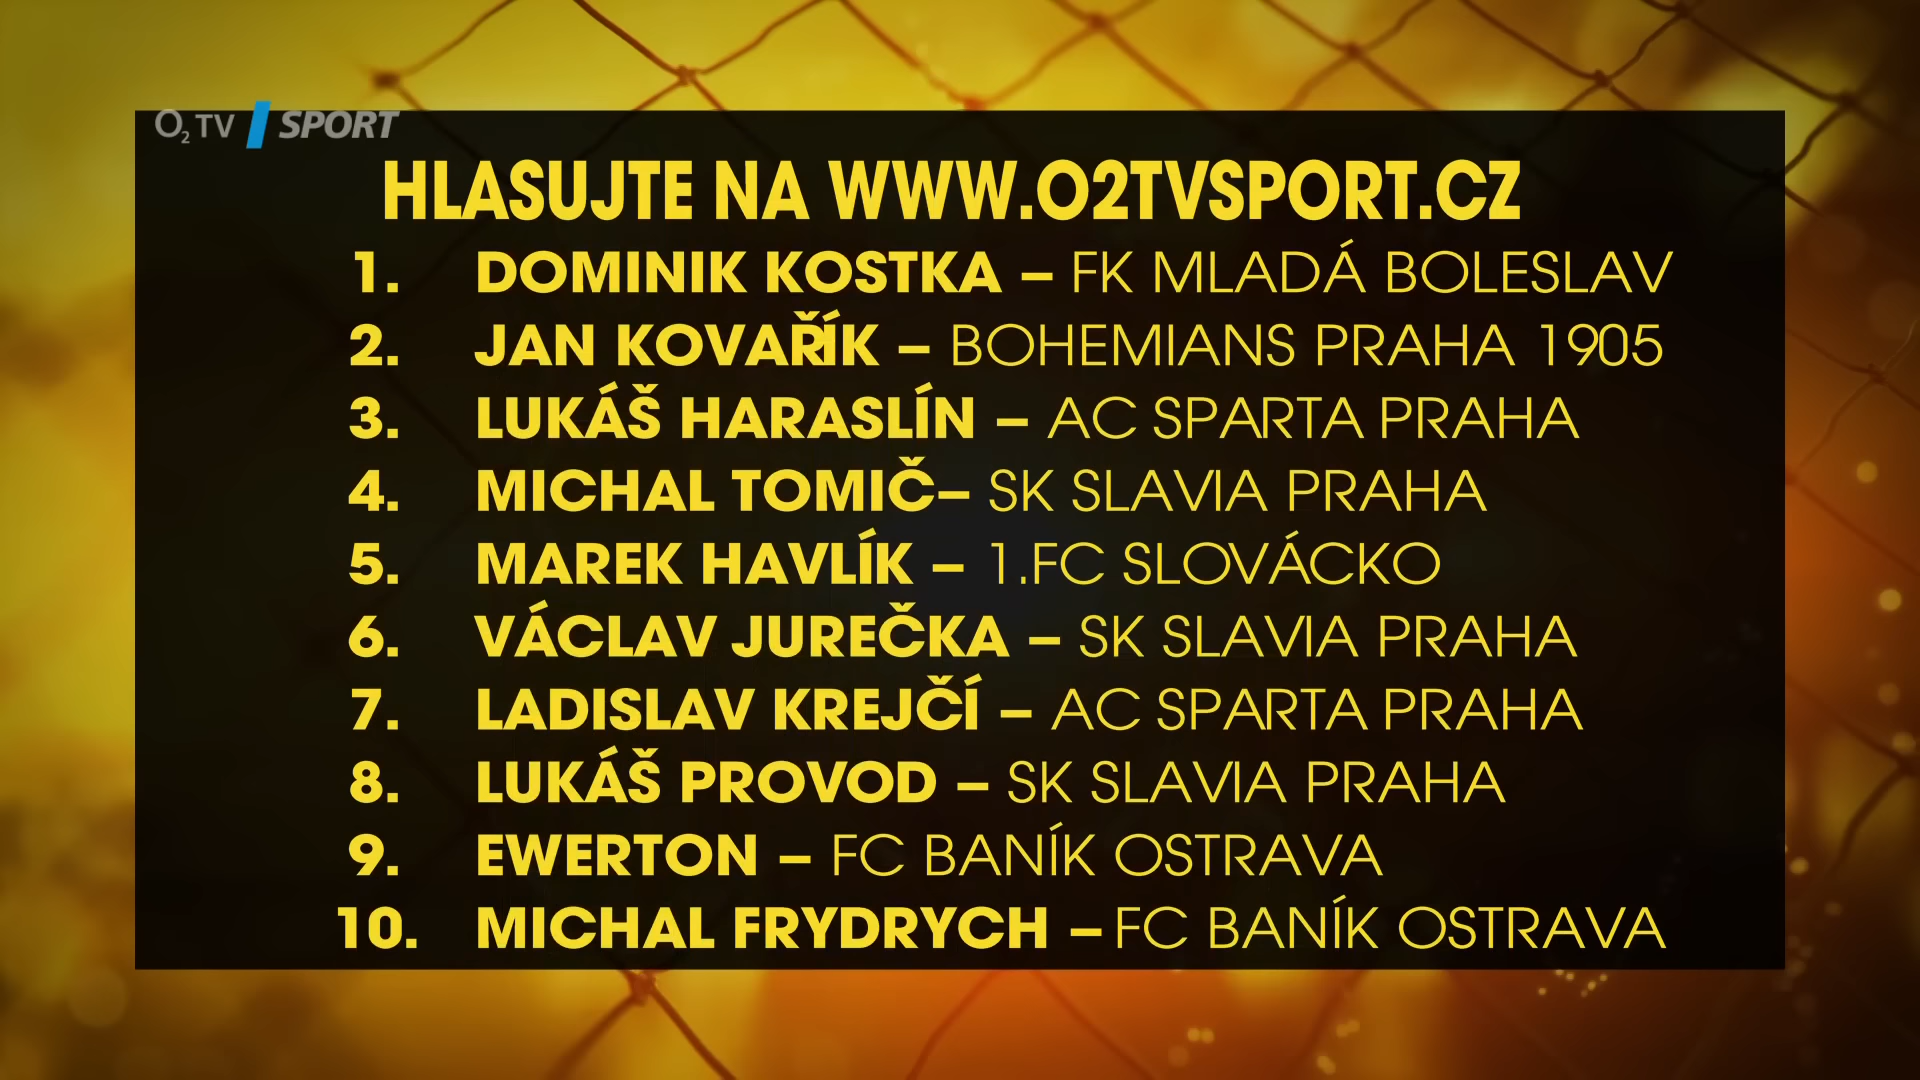 O2 TV SPORT
HLASUJTE NA WWW.O2TVSPORT.CZ
1. DOMINIK KOSTKA – FK MLADÁ BOLESLAV
2. JAN KOVAŘÍK – BOHEMIANS PRAHA 1905
3. LUKÁŠ HARASLÍN – AC SPARTA PRAHA
4. MICHAL TOMIČ– SK SLAVIA PRAHA
5. MAREK HAVLÍK – 1.FC SLOVÁCKO
6. VÁCLAV JUREČKA – SK SLAVIA PRAHA
7. LADISLAV KREJČÍ – AC SPARTA PRAHA
8. LUKÁŠ PROVOD – SK SLAVIA PRAHA
9. EWERTON – FC BANÍK OSTRAVA
10. MICHAL FRYDRYCH – FC BANÍK OSTRAVA